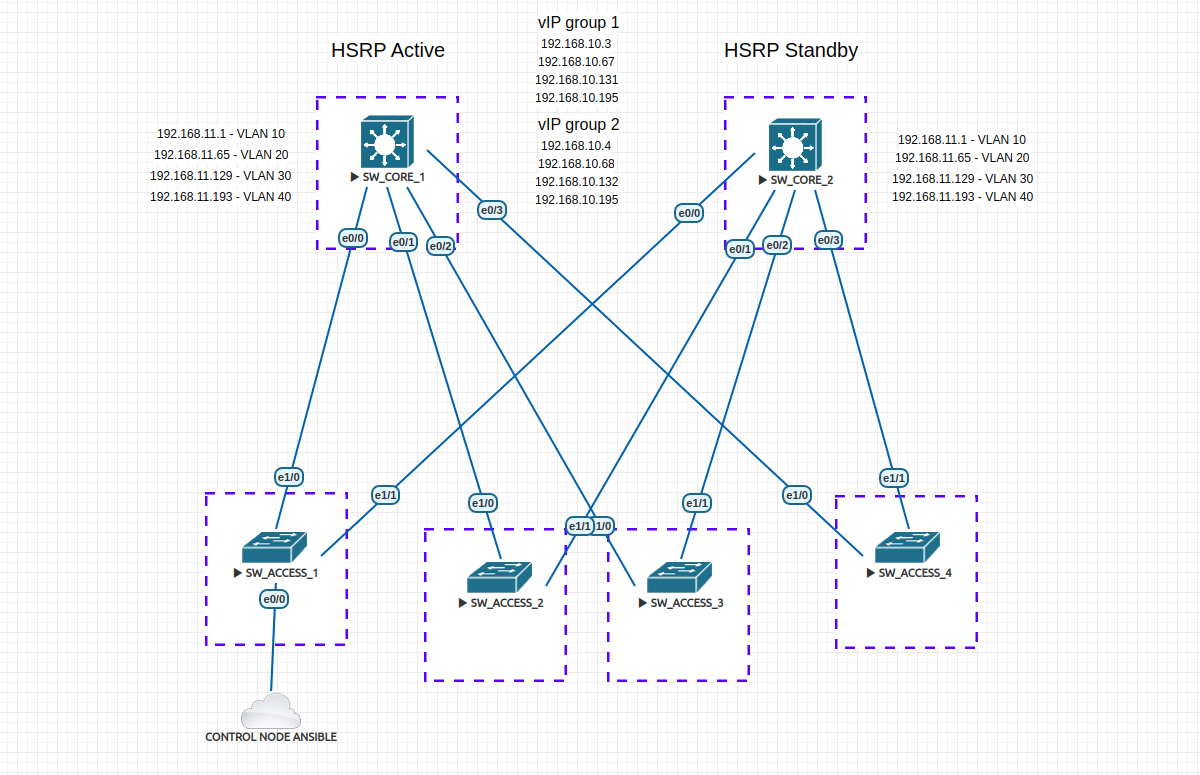 vIP group 1
HSRP Active
HSRP Standby
192.168.10.3
192.168.10.67
192.168.10.131
192.168.10.195
vIP group 2
192.168.10.4
192.168.10.68
192.168.10.132
192.168.10.195
192.168.11.1 - VLAN 10
192.168.11.65 - VLAN 20
192.168.11.129 - VLAN 30
192.168.11.193 - VLAN 40
192.168.11.1 - VLAN 10
192.168.11.65 - VLAN 20
192.168.11.129 - VLAN 30
192.168.11.193 - VLAN 40
SW_CORE_1
SW_CORE_2
e0/3
e0/0
e0/0
e0/1
e0/2
e0/1
e0/2
e0/3
e1/0
e1/1
e1/0
e1/1
1/0
e1/1
e1/0
e1/1
SW_ACCESS_1
e0/0
SW_ACCESS_2
SW_ACCESS_3
SW_ACCESS_4
CONTROL NODE ANSIBLE